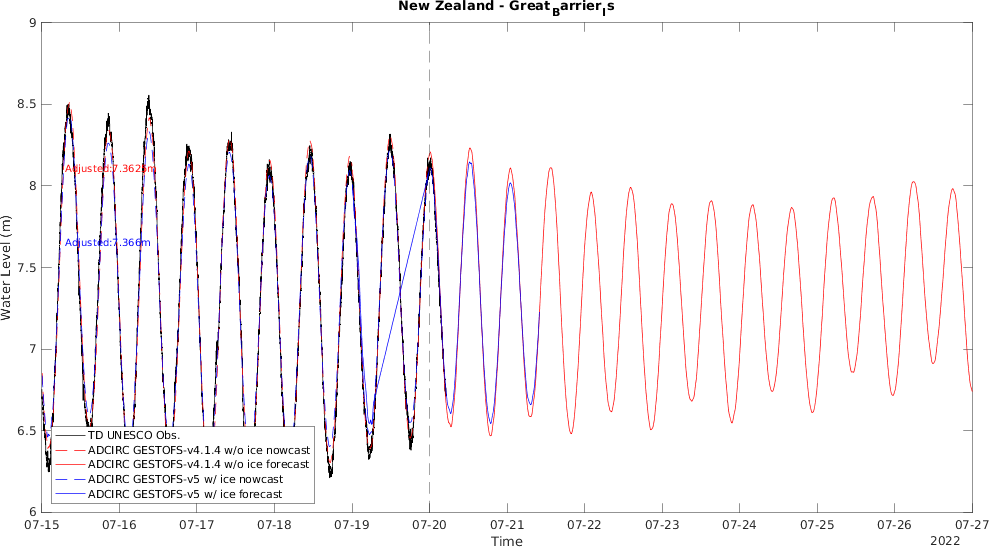 New Zealand - Great_Barrier_Is
9
8.5
8
7.5
7
6.5
6
Water Level (m)
Adjusted:7.3625m
Adjusted:7.366m
TD UNESCO Obs.
ADCIRC GESTOFS-v4.1.4 w/o ice nowcast
ADCIRC GESTOFS-v4.1.4 w/o ice forecast
ADCIRC GESTOFS-v5 w/ ice nowcast
ADCIRC GESTOFS-v5 w/ ice forecast
07-15 07-16 07-17 07-18 07-19 07-20 07-21 07-22 07-23 07-24 07-25 07-26 07-27
Time
2022